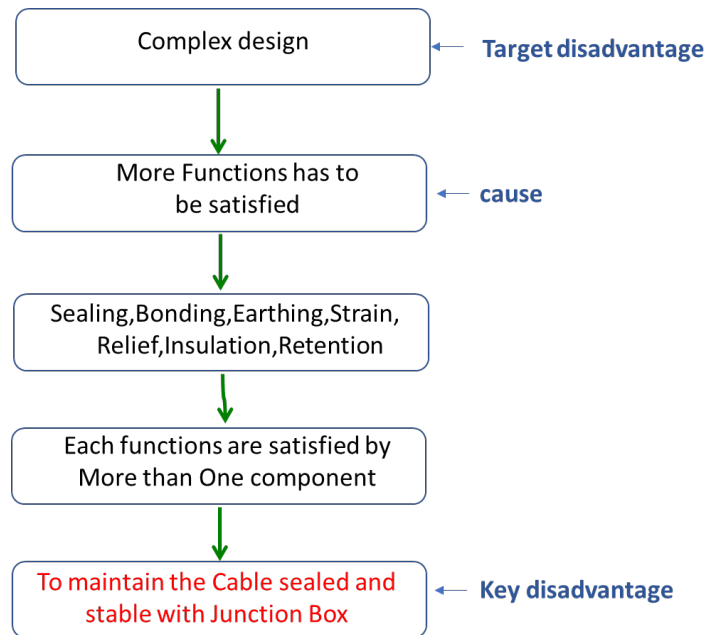 Complex design
Target disadvantage
More Functions has to
be satisfied
cause
Sealing,Bonding,Earthing,Strain,
Relief,Insulation,Retention
Each functions are satisfied by
More than One component
To maintain the Cable sealed and
stable with Junction Box
Key disadvantage